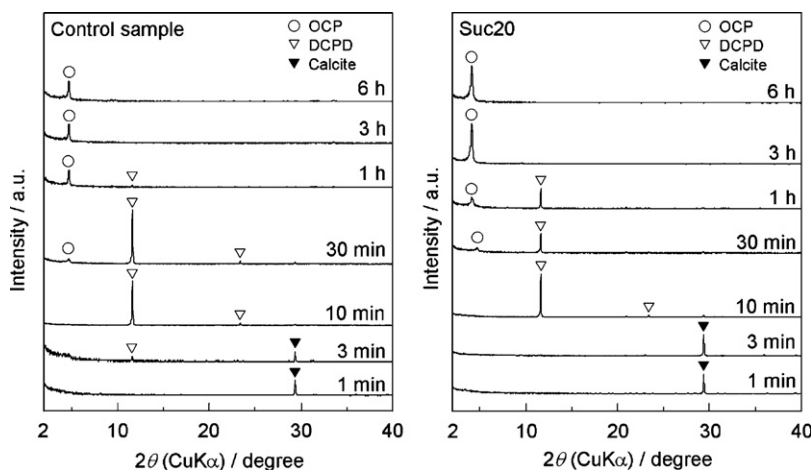 Control sample
○ OCP
▽ DCPD
▼ Calcite
6 h
3 h
1 h
30 min
10 min
3 min
1 min
2 10 20 30 40
2θ (CuKα) / degree
Intensity / a.u.
Suc20
○ OCP
▽ DCPD
▼ Calcite
6 h
3 h
1 h
30 min
10 min
3 min
1 min
2 10 20 30 40
2θ (CuKα) / degree
Intensity / a.u.